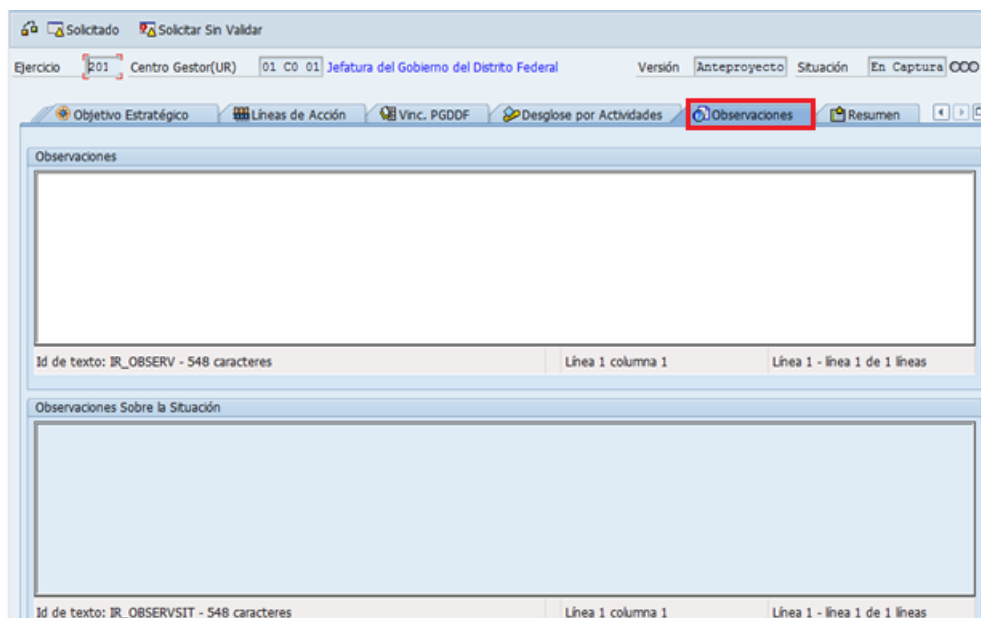 Solicitado Solicitar Sin Validar
Ejercicio 201 Centro Gestor(UR) 01 C0 01 Jefatura del Gobierno del Distrito Federal Versión Anteproyecto Situación En Captura
Objetivo Estratégico Líneas de Acción Vinc. PGDDF Desglose por Actividades Observaciones Resumen
Observaciones
Id de texto: IR_OBSERV - 548 caracteres Línea 1 columna 1 Línea 1 - línea 1 de 1 líneas
Observaciones Sobre la Situación
Id de texto: IR_OBSERVSIT - 548 caracteres Línea 1 columna 1 Línea 1 - línea 1 de 1 líneas